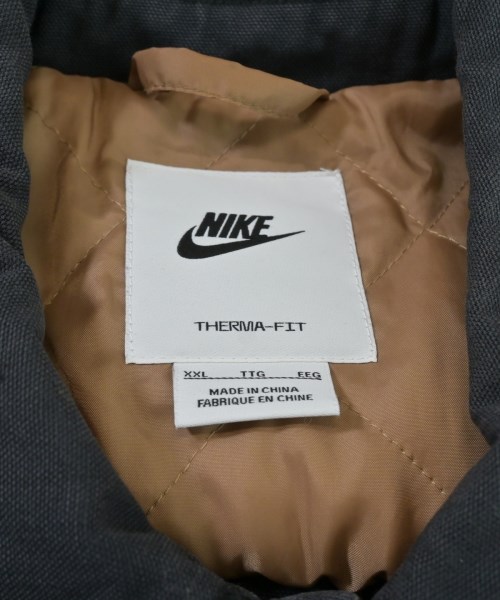 NIKE
THERMA-FIT
XXL TTG EEG
MADE IN CHINA
FABRIQUE EN CHINE